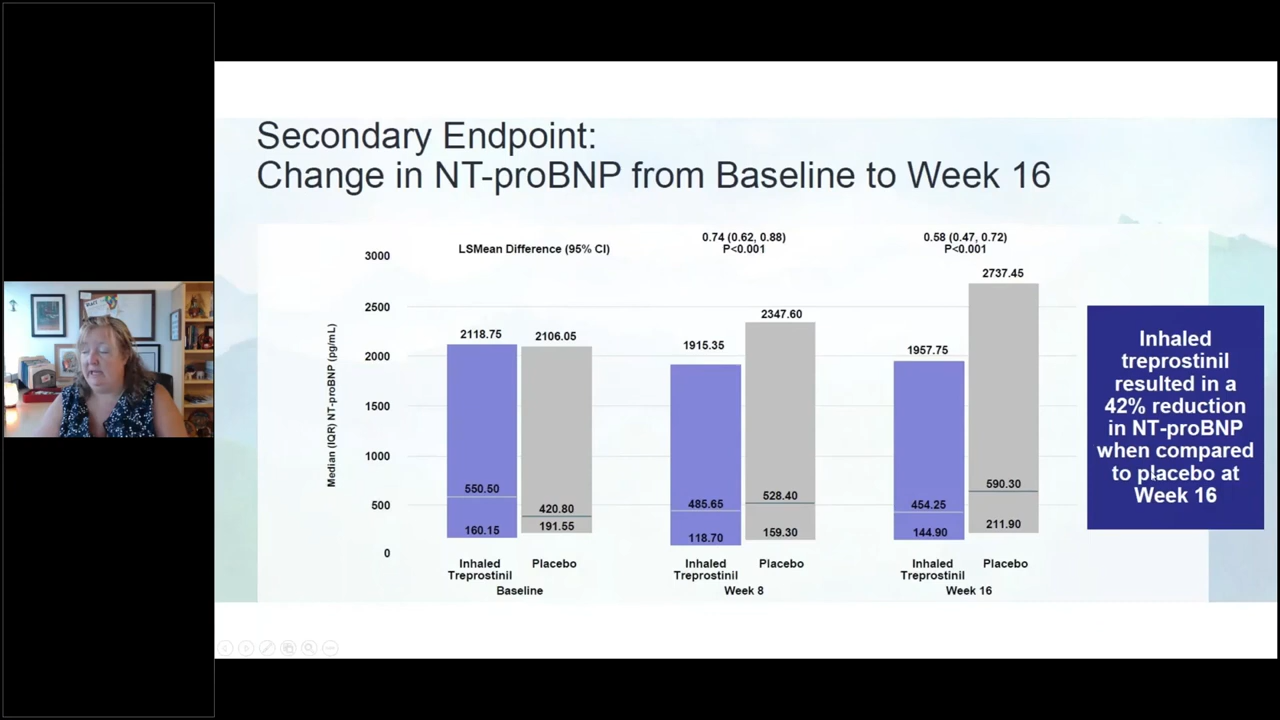 Secondary Endpoint:
Change in NT-proBNP from Baseline to Week 16
LSMean Difference (95% CI)
0.74 (0.62, 0.88)
P<0.001
0.58 (0.47, 0.72)
P<0.001
Median (IQR) NT-proBNP (pg/mL)
3000
2500
2000
1500
1000
500
0
2118.75
550.50
160.15
2106.05
420.80
191.55
1915.35
485.65
118.70
2347.60
528.40
159.30
1957.75
454.25
144.90
2737.45
590.30
211.90
Inhaled
Treprostinil
Placebo
Baseline
Inhaled
Treprostinil
Placebo
Week 8
Inhaled
Treprostinil
Placebo
Week 16
Inhaled
treprostinil
resulted in a
42% reduction
in NT-proBNP
when compared
to placebo at
Week 16